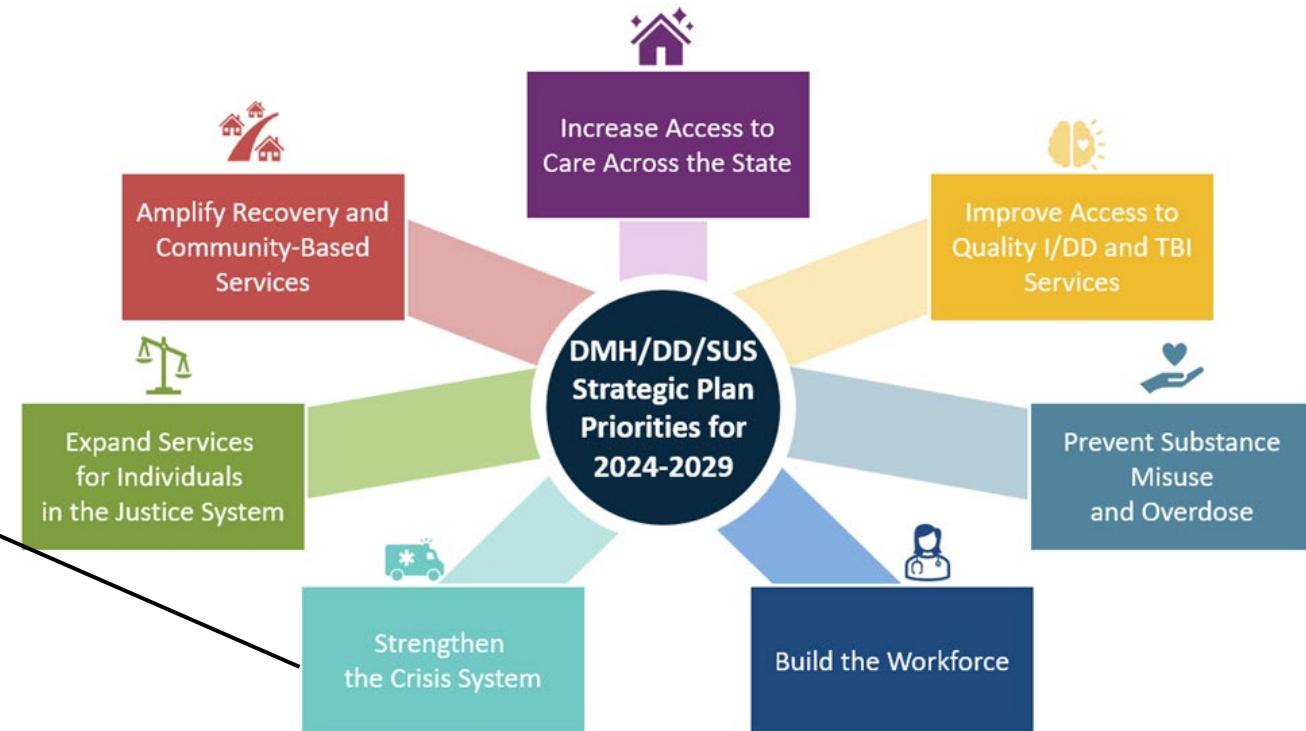 Increase Access to
Care Across the State
Amplify Recovery and
Community-Based
Services
Improve Access to
Quality I/DD and TBI
Services
DMH/DD/SUS
Strategic Plan
Priorities for
2024-2029
Expand Services
for Individuals
in the Justice System
Prevent Substance
Misuse
and Overdose
Strengthen
the Crisis System
Build the Workforce